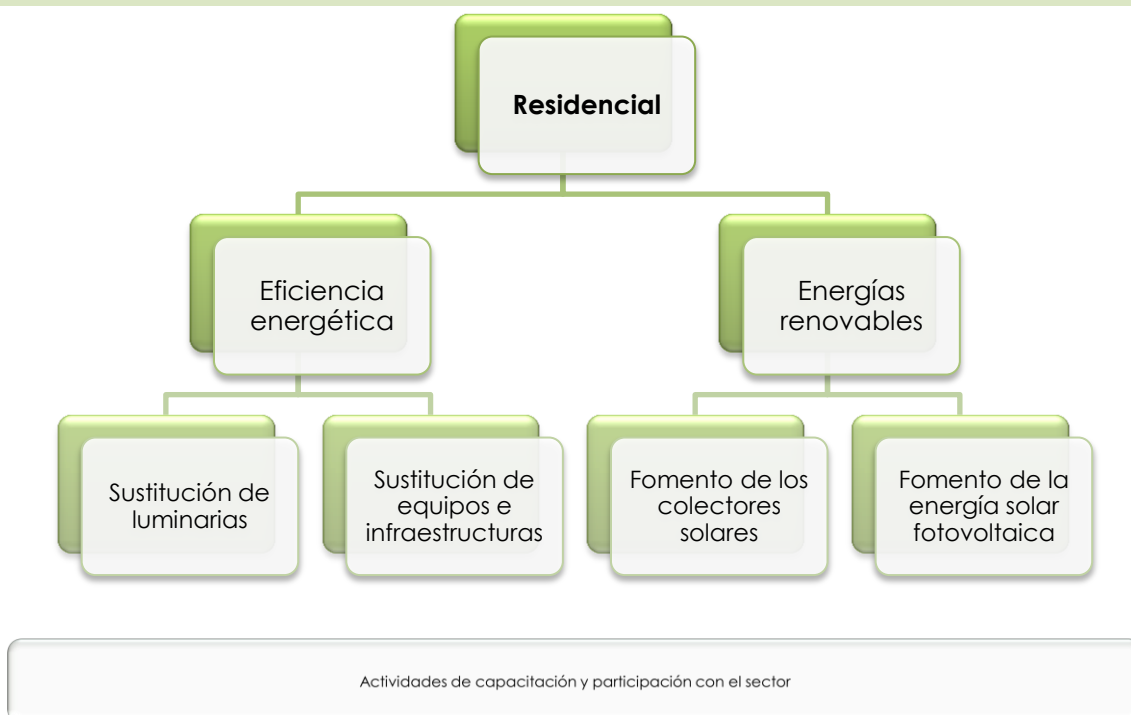 Residencial
Eficiencia
energética
Energías
renovables
Sustitución de
luminarias
Sustitución de
equipos e
infraestructuras
Fomento de los
colectores
solares
Fomento de la
energía solar
fotovoltaica
Actividades de capacitación y participación con el sector